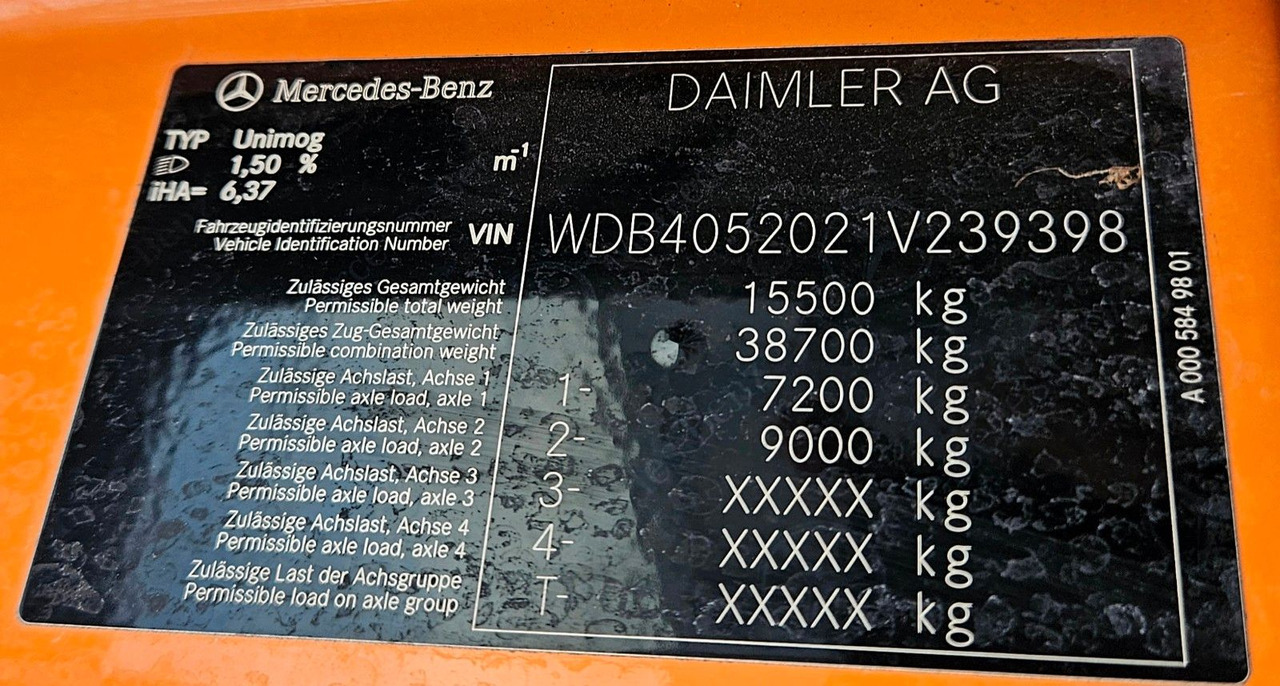 Mercedes-Benz
DAIMLER AG
TYP Unimog
1,50 % m-1
iHA= 6,37
Fahrzeugidentifizierungsnummer
Vehicle Identification Number VIN WDB4052021V239398
Zulässiges Gesamtgewicht
Permissible total weight 15500 kg
Zulässiges Zug-Gesamtgewicht
Permissible combination weight 38700 kg
Zulässige Achslast, Achse 1
Permissible axle load, axle 1 1- 7200 kg
Zulässige Achslast, Achse 2
Permissible axle load, axle 2 2- 9000 kg
Zulässige Achslast, Achse 3
Permissible axle load, axle 3 3- XXXXX kg
Zulässige Achslast, Achse 4
Permissible axle load, axle 4 4- XXXXX kg
Zulässige Last der Achsgruppe
Permissible load on axle group T- XXXXX kg
A 000 584 98 01